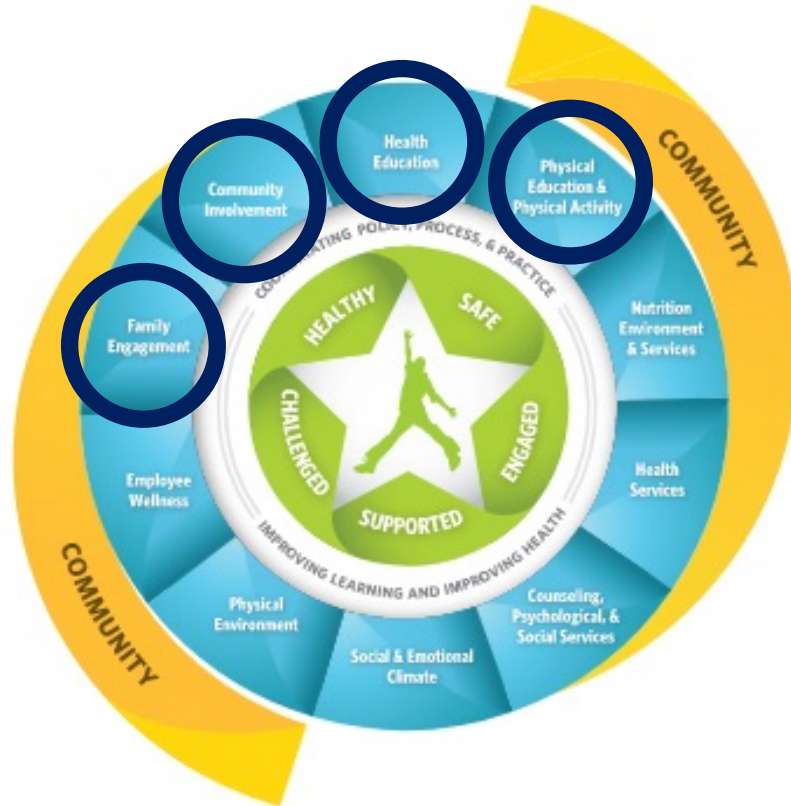 Health
Education
Physical
Education &
Physical Activity
Nutrition
Environment
& Services
Health
Services
Counseling,
Psychological, &
Social Services
Social & Emotional
Climate
Physical
Environment
Employee
Wellness
Family
Engagement
Community
Involvement
COMMUNITY
COMMUNITY
COORDINATING POLICY, PROCESS, & PRACTICE
IMPROVING LEARNING AND IMPROVING HEALTH
HEALTHY
SAFE
ENGAGED
SUPPORTED
CHALLENGED